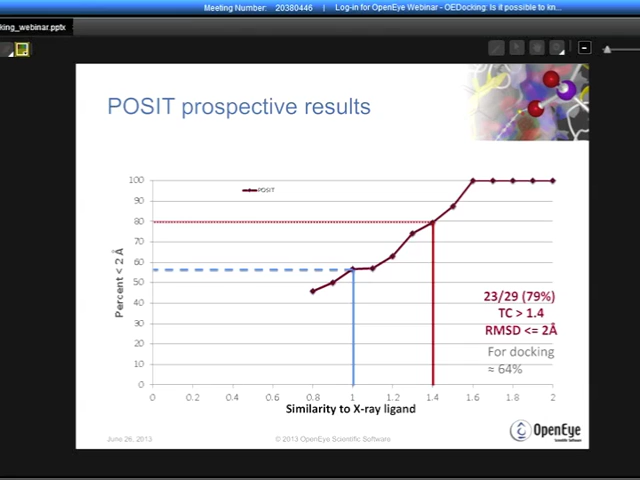 Meeting Number: 20380446 | Log-in for OpenEye Webinar - OEDocking: Is it possible to kn...
king_webinar.pptx
POSIT prospective results
100
90
80
70
60
50
40
30
20
10
0
Percent < 2 Å
POSIT
23/29 (79%)
TC > 1.4
RMSD <= 2Å
For docking
≈ 64%
0 0.2 0.4 0.6 0.8 1 1.2 1.4 1.6 1.8 2
Similarity to X-ray ligand
June 26, 2013
© 2013 OpenEye Scientific Software
OpenEye
Scientific Software